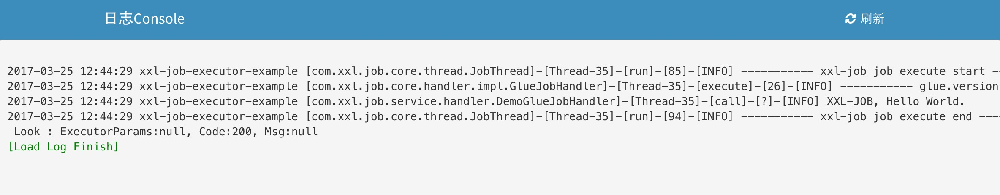 日志Console
刷新
2017-03-25 12:44:29 xxl-job-executor-example [com.xxl.job.core.thread.JobThread]-[Thread-35]-[run]-[85]-[INFO] ----------- xxl-job job execute start --
2017-03-25 12:44:29 xxl-job-executor-example [com.xxl.job.core.handler.impl.GlueJobHandler]-[Thread-35]-[execute]-[26]-[INFO] ----------- glue.version
2017-03-25 12:44:29 xxl-job-executor-example [com.xxl.job.service.handler.DemoGlueJobHandler]-[Thread-35]-[call]-[?]-[INFO] XXL-JOB, Hello World.
2017-03-25 12:44:29 xxl-job-executor-example [com.xxl.job.core.thread.JobThread]-[Thread-35]-[run]-[94]-[INFO] ----------- xxl-job job execute end ----
Look : ExecutorParams:null, Code:200, Msg:null
[Load Log Finish]